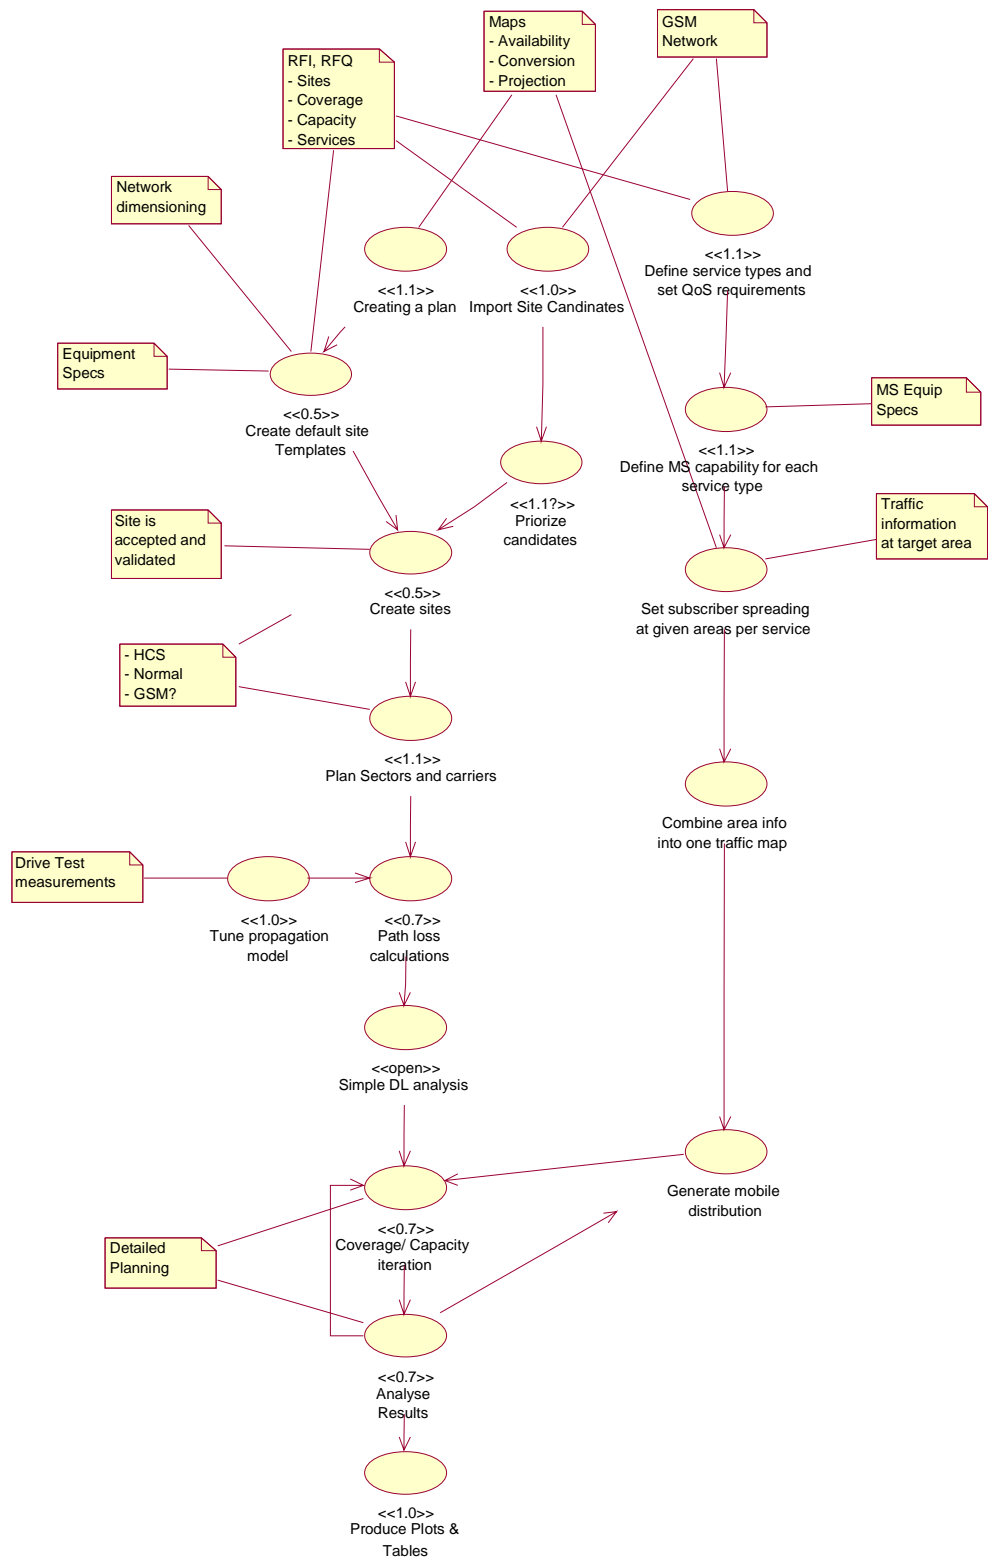 Maps
- Availability
- Conversion
- Projection
GSM
Network
RFI, RFQ
- Sites
- Coverage
- Capacity
- Services
Network
dimensioning
<<1.1>>
Creating a plan
<<1.0>>
Import Site Candinates
<<1.1>>
Define service types and
set QoS requirements
Equipment
Specs
<<0.5>>
Create default site
Templates
MS Equip
Specs
<<1.1>>
Define MS capability for each
service type
<<1.1?>>
Priorize
candidates
Site is
accepted and
validated
Traffic
information
at target area
<<0.5>>
Create sites
Set subscriber spreading
at given areas per service
- HCS
- Normal
- GSM?
<<1.1>>
Plan Sectors and carriers
Combine area info
into one traffic map
Drive Test
measurements
<<1.0>>
Tune propagation
model
<<0.7>>
Path loss
calculations
<<open>>
Simple DL analysis
Generate mobile
distribution
<<0.7>>
Coverage/ Capacity
iteration
Detailed
Planning
<<0.7>>
Analyse
Results
<<1.0>>
Produce Plots &
Tables